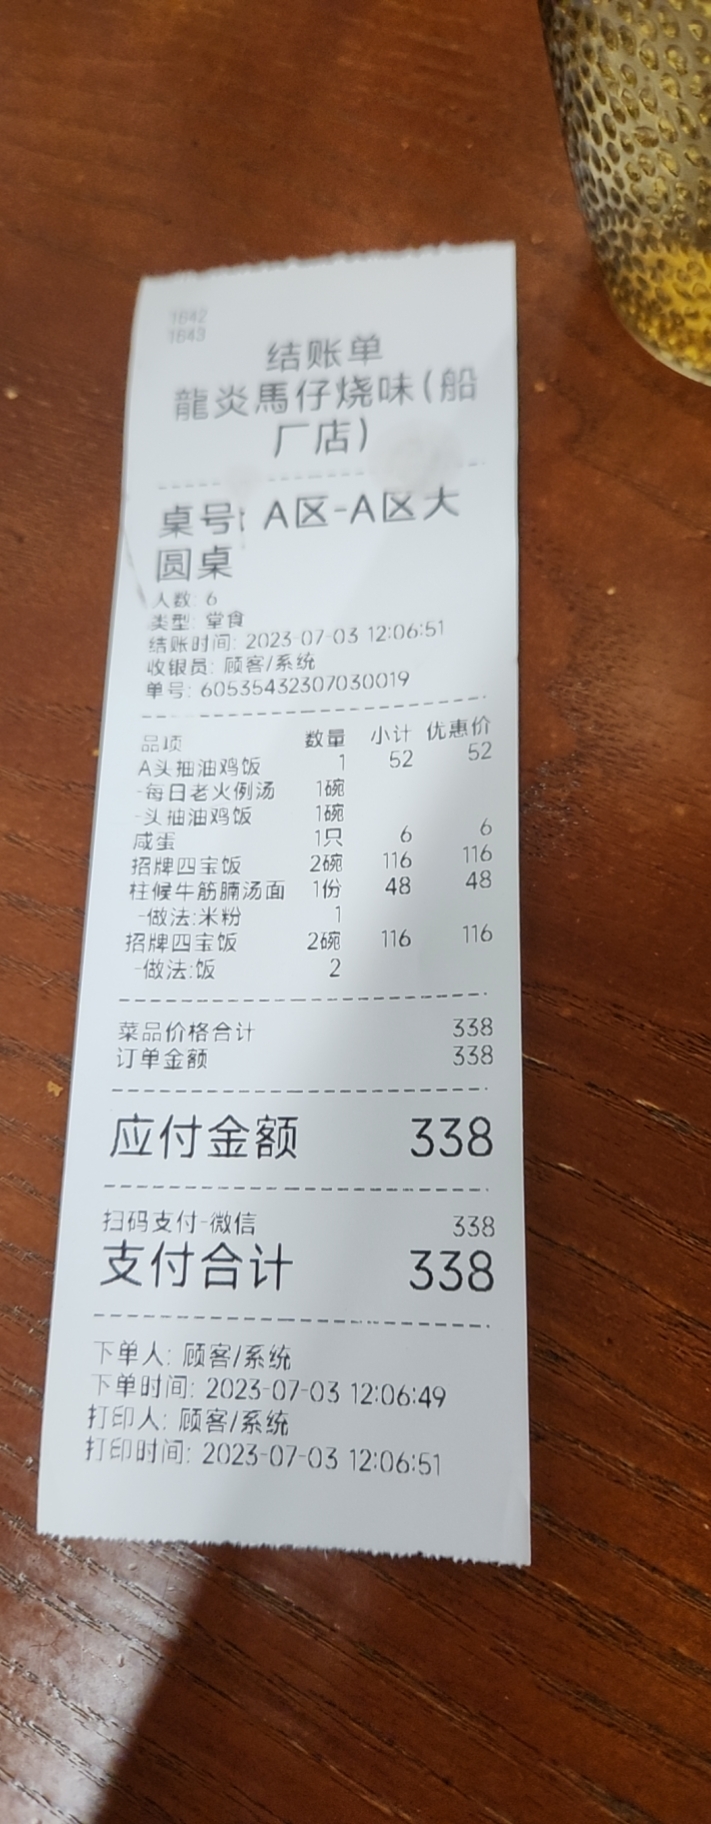 1642
1643
结账单
龍炎馬仔烧味(船
厂店)
桌号: A区-A区大
圆桌
人数: 6
类型: 堂食
结账时间: 2023-07-03 12:06:51
收银员: 顾客/系统
单号: 60535432307030019
品项 数量 小计 优惠价
A头抽油鸡饭 1 52 52
-每日老火例汤 1碗
-头抽油鸡饭 1碗
咸蛋 1只 6 6
招牌四宝饭 2碗 116 116
柱候牛筋腩汤面 1份 48 48
-做法:米粉 1
招牌四宝饭 2碗 116 116
-做法:饭 2
菜品价格合计 338
订单金额 338
应付金额 338
扫码支付-微信 338
支付合计 338
下单人: 顾客/系统
下单时间: 2023-07-03 12:06:49
打印人: 顾客/系统
打印时间: 2023-07-03 12:06:51